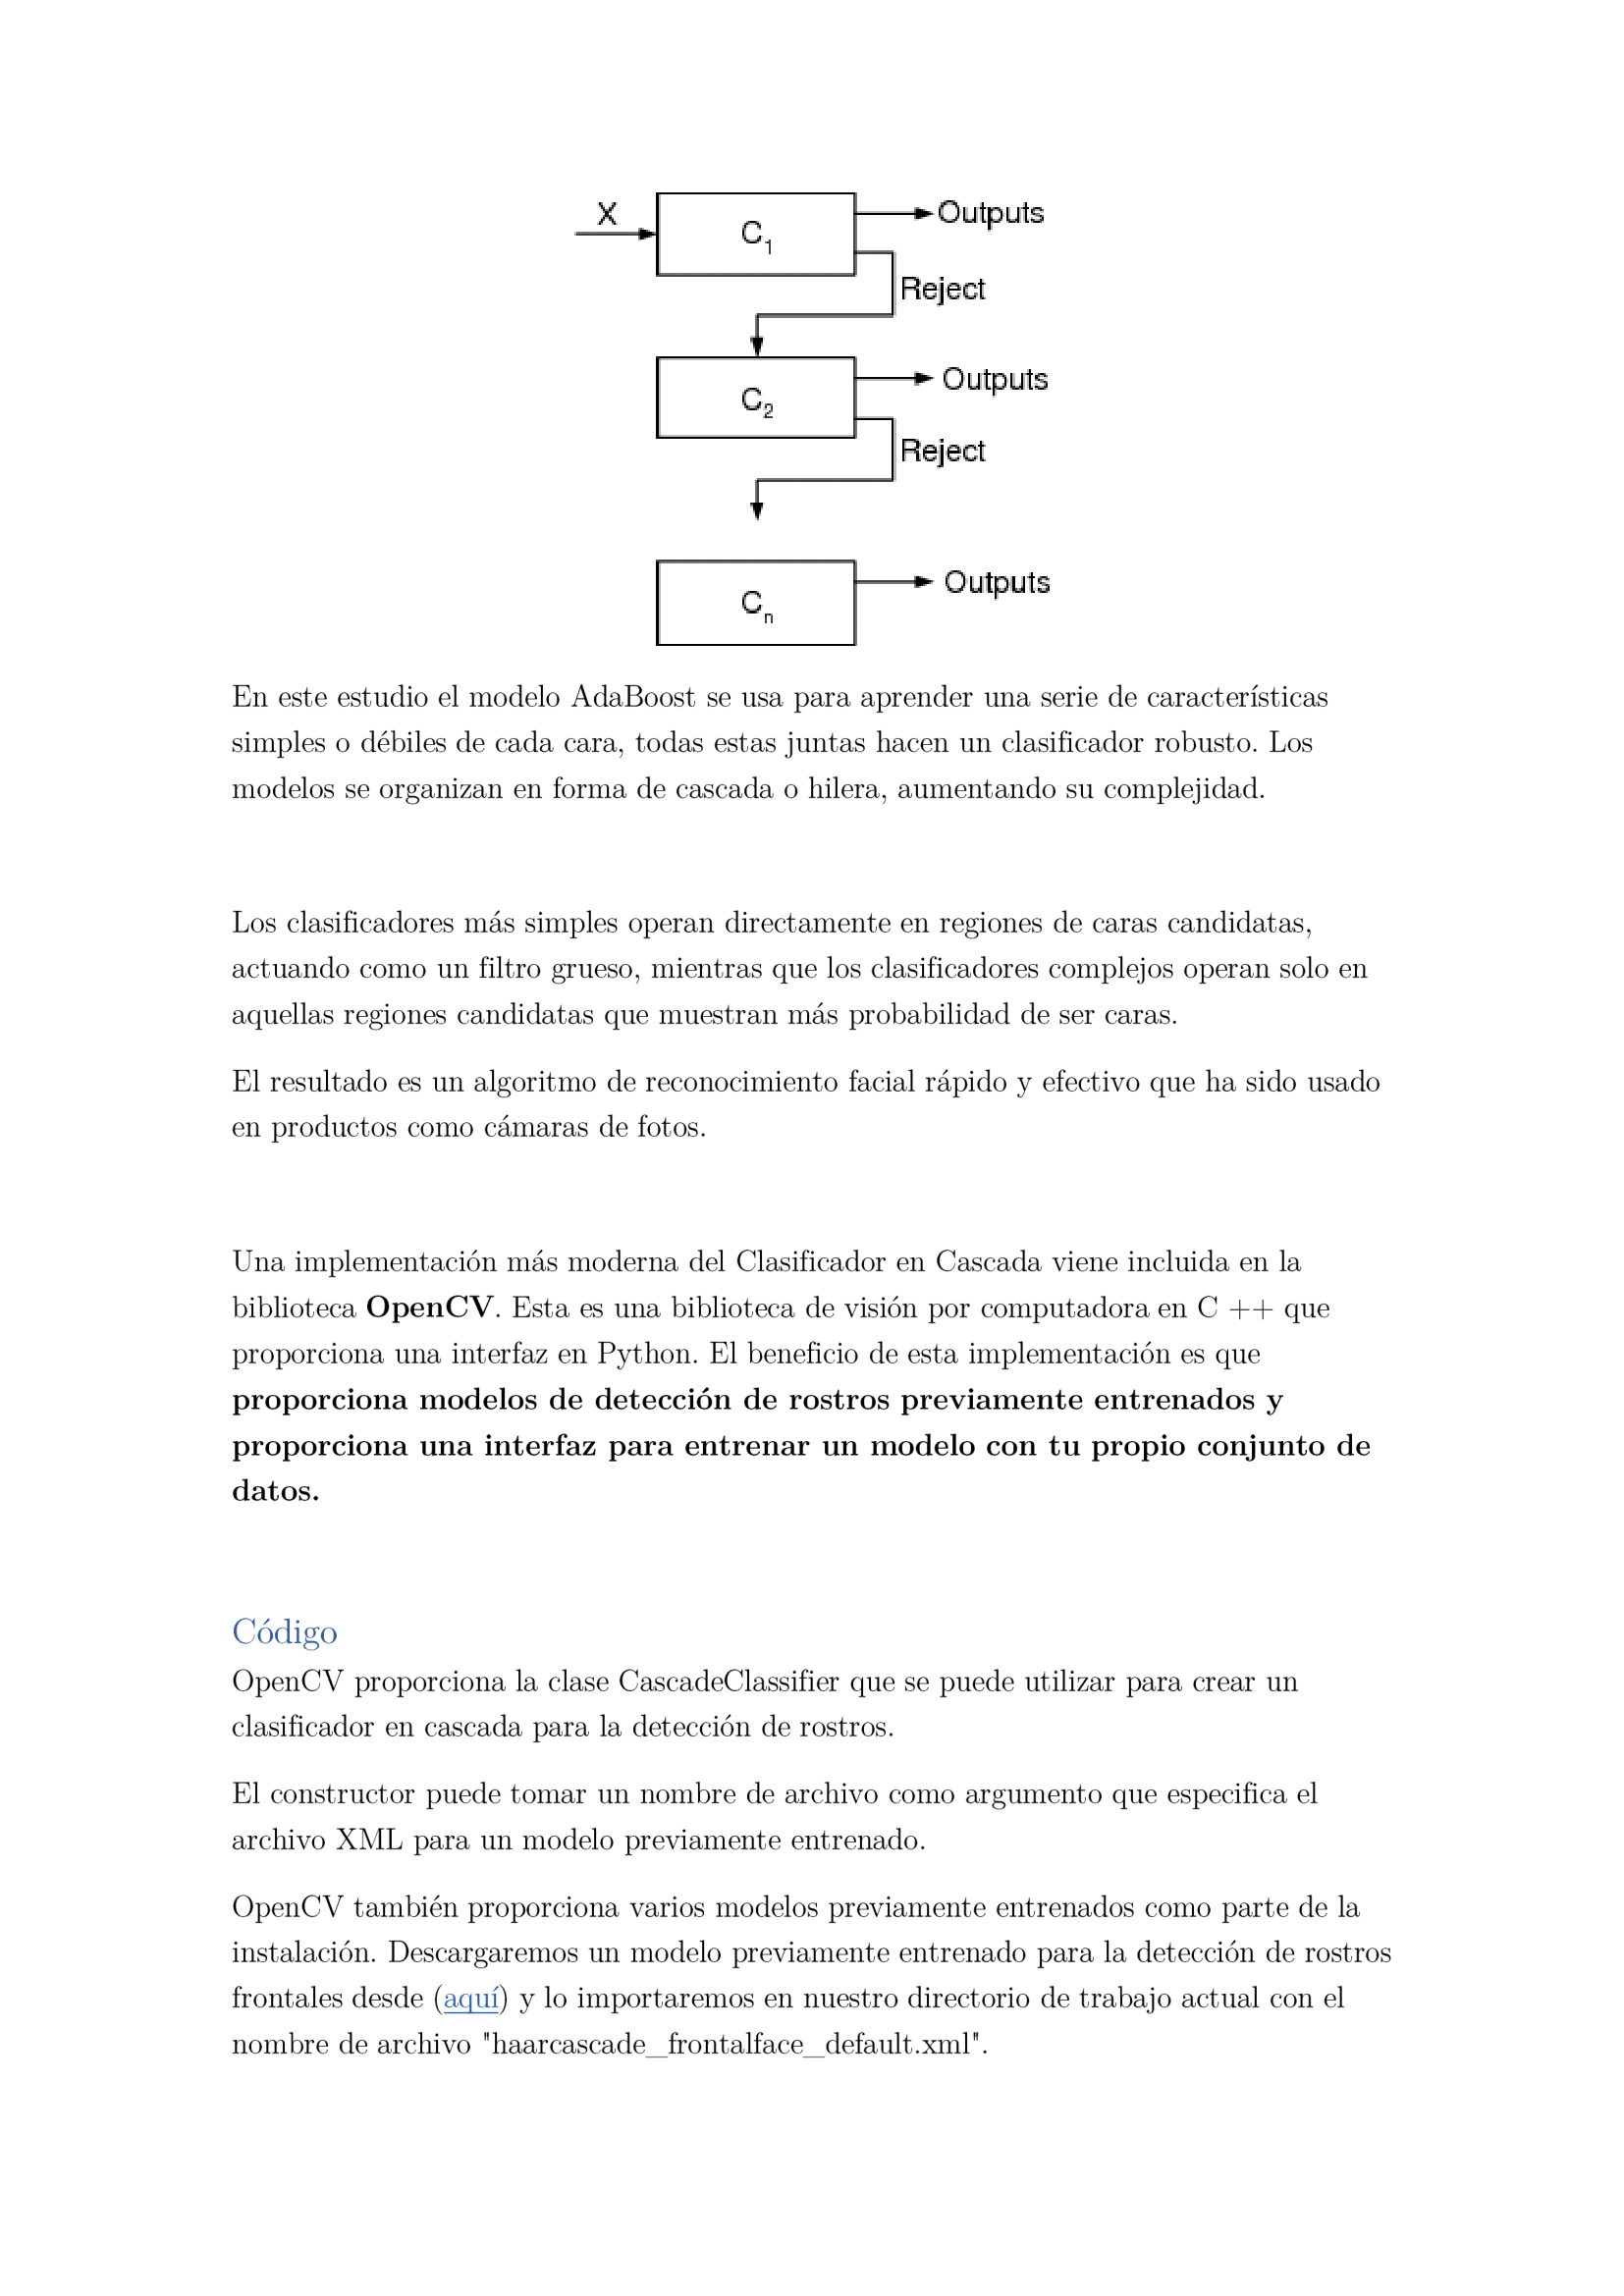 X
C1
Outputs
Reject
C2
Outputs
Reject
Cn
Outputs
En este estudio el modelo AdaBoost se usa para aprender una serie de características
simples o débiles de cada cara, todas estas juntas hacen un clasificador robusto. Los
modelos se organizan en forma de cascada o hilera, aumentando su complejidad.
Los clasificadores más simples operan directamente en regiones de caras candidatas,
actuando como un filtro grueso, mientras que los clasificadores complejos operan solo en
aquellas regiones candidatas que muestran más probabilidad de ser caras.
El resultado es un algoritmo de reconocimiento facial rápido y efectivo que ha sido usado
en productos como cámaras de fotos.
Una implementación más moderna del Clasificador en Cascada viene incluida en la
biblioteca OpenCV. Esta es una biblioteca de visión por computadora en C ++ que
proporciona una interfaz en Python. El beneficio de esta implementación es que
proporciona modelos de detección de rostros previamente entrenados y
proporciona una interfaz para entrenar un modelo con tu propio conjunto de
datos.
Código
OpenCV proporciona la clase CascadeClassifier que se puede utilizar para crear un
clasificador en cascada para la detección de rostros.
El constructor puede tomar un nombre de archivo como argumento que especifica el
archivo XML para un modelo previamente entrenado.
OpenCV también proporciona varios modelos previamente entrenados como parte de la
instalación. Descargaremos un modelo previamente entrenado para la detección de rostros
frontales desde (aquí) y lo importaremos en nuestro directorio de trabajo actual con el
nombre de archivo "haarcascade_frontalface_default.xml".